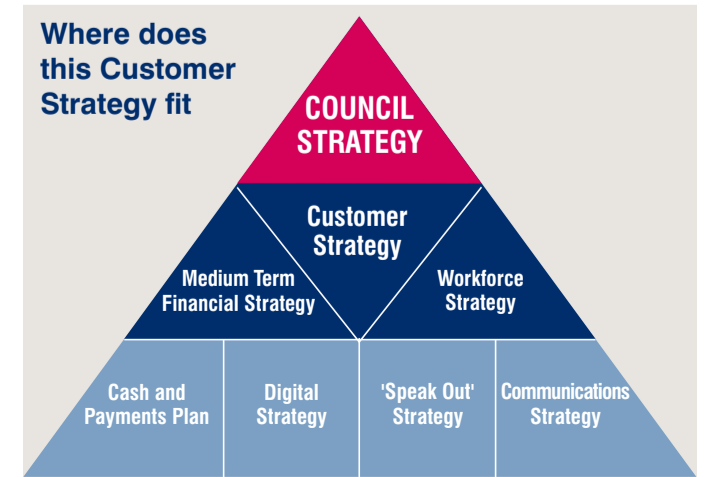 Where does
this Customer
Strategy fit
COUNCIL
STRATEGY
Customer
Strategy
Medium Term
Financial Strategy
Workforce
Strategy
Cash and
Payments Plan
Digital
Strategy
'Speak Out'
Strategy
Communications
Strategy